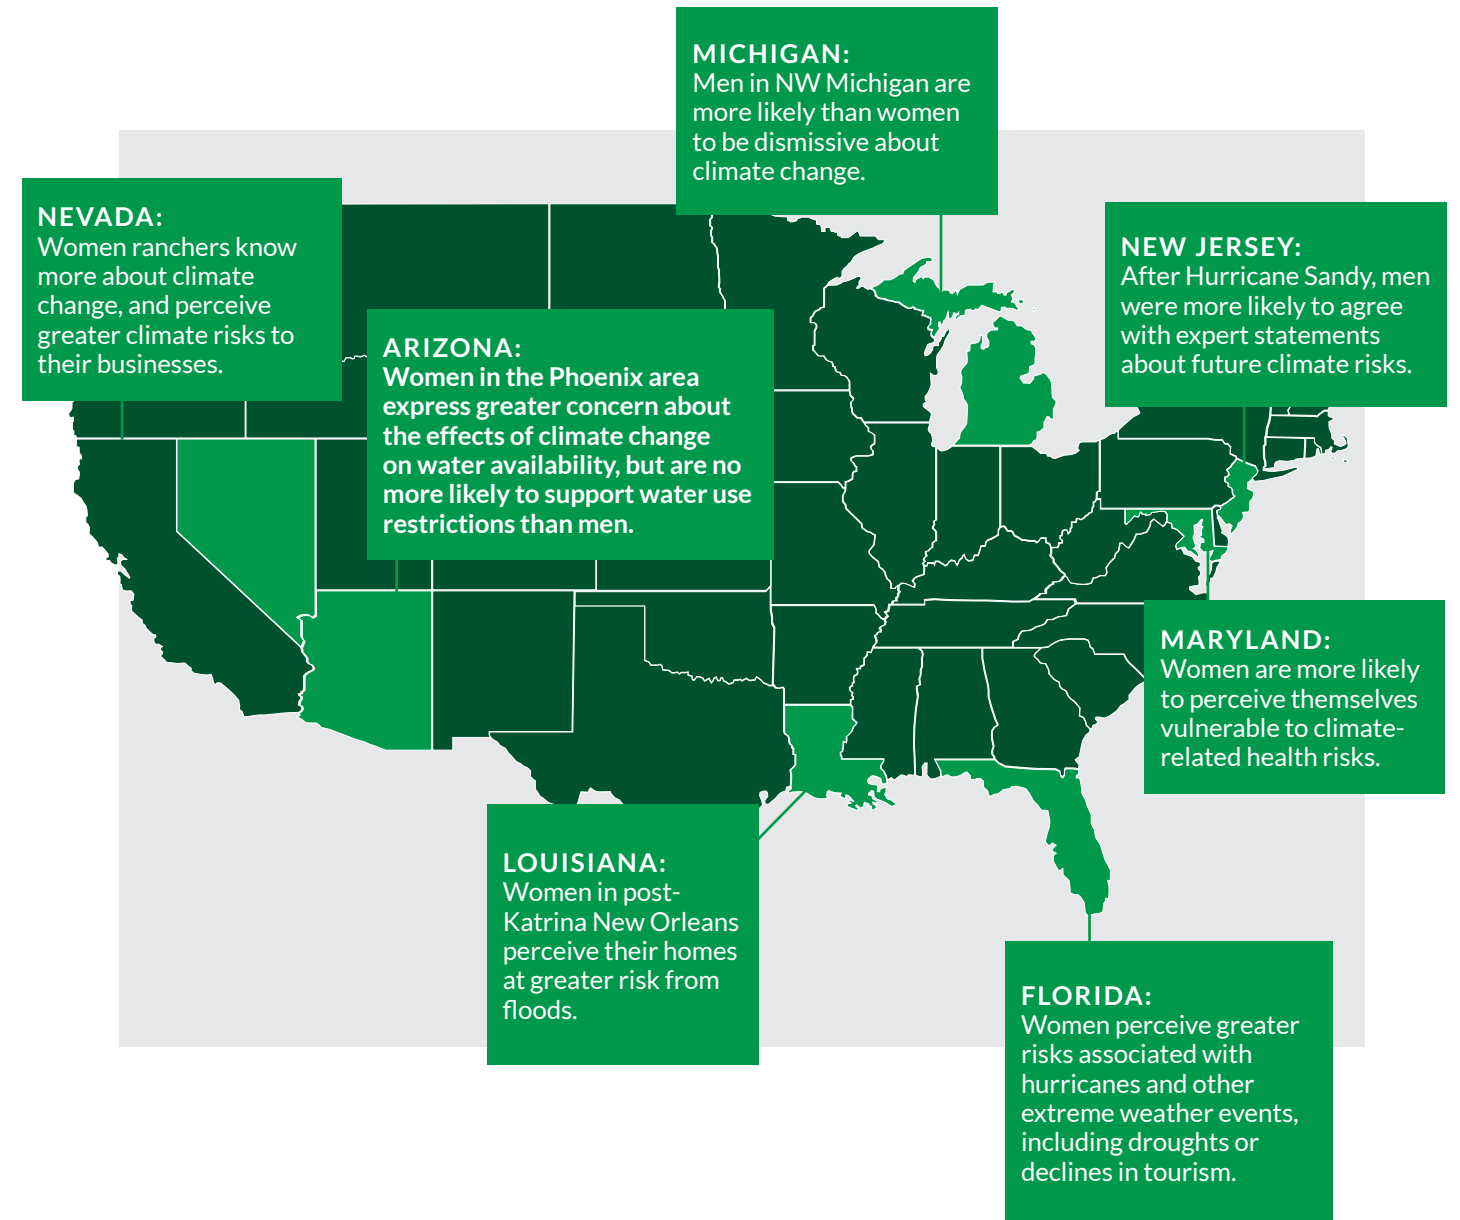 MICHIGAN:
Men in NW Michigan are
more likely than women
to be dismissive about
climate change.
NEVADA:
Women ranchers know
more about climate
change, and perceive
greater climate risks to
their businesses.
NEW JERSEY:
After Hurricane Sandy, men
were more likely to agree
with expert statements
about future climate risks.
ARIZONA:
Women in the Phoenix area
express greater concern about
the effects of climate change
on water availability, but are no
more likely to support water use
restrictions than men.
MARYLAND:
Women are more likely
to perceive themselves
vulnerable to climate-
related health risks.
LOUISIANA:
Women in post-
Katrina New Orleans
perceive their homes
at greater risk from
floods.
FLORIDA:
Women perceive greater
risks associated with
hurricanes and other
extreme weather events,
including droughts or
declines in tourism.